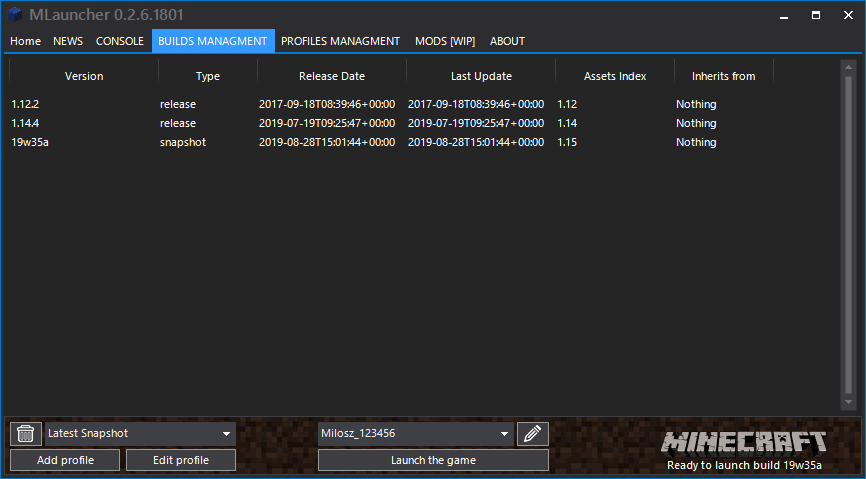 MLauncher 0.2.6.1801
Home NEWS CONSOLE BUILDS MANAGMENT PROFILES MANAGMENT MODS [WIP] ABOUT
Version Type Release Date Last Update Assets Index Inherits from
1.12.2 release 2017-09-18T08:39:46+00:00 2017-09-18T08:39:46+00:00 1.12 Nothing
1.14.4 release 2019-07-19T09:25:47+00:00 2019-07-19T09:25:47+00:00 1.14 Nothing
19w35a snapshot 2019-08-28T15:01:44+00:00 2019-08-28T15:01:44+00:00 1.15 Nothing
Latest Snapshot Milosz_123456 MINECRAFT
Add profile Edit profile Launch the game Ready to launch build 19w35a